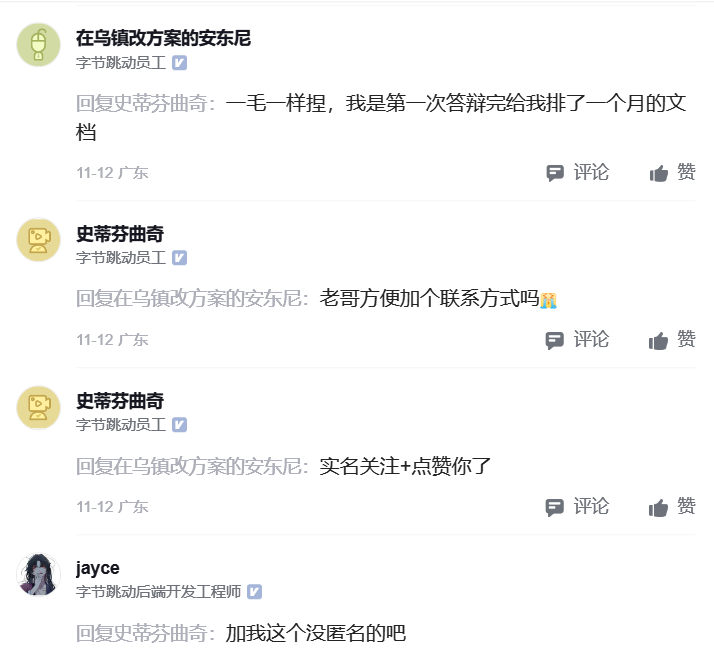 在乌镇改方案的安东尼
字节跳动员工
回复史蒂芬曲奇：一毛一样捏，我是第一次答辩完给我排了一个月的文
档
11-12 广东
评论 赞
史蒂芬曲奇
字节跳动员工
回复在乌镇改方案的安东尼：老哥方便加个联系方式吗😭
11-12 广东
评论 赞
史蒂芬曲奇
字节跳动员工
回复在乌镇改方案的安东尼：实名关注+点赞你了
11-12 广东
评论 赞
jayce
字节跳动后端开发工程师
回复史蒂芬曲奇：加我这个没匿名的吧